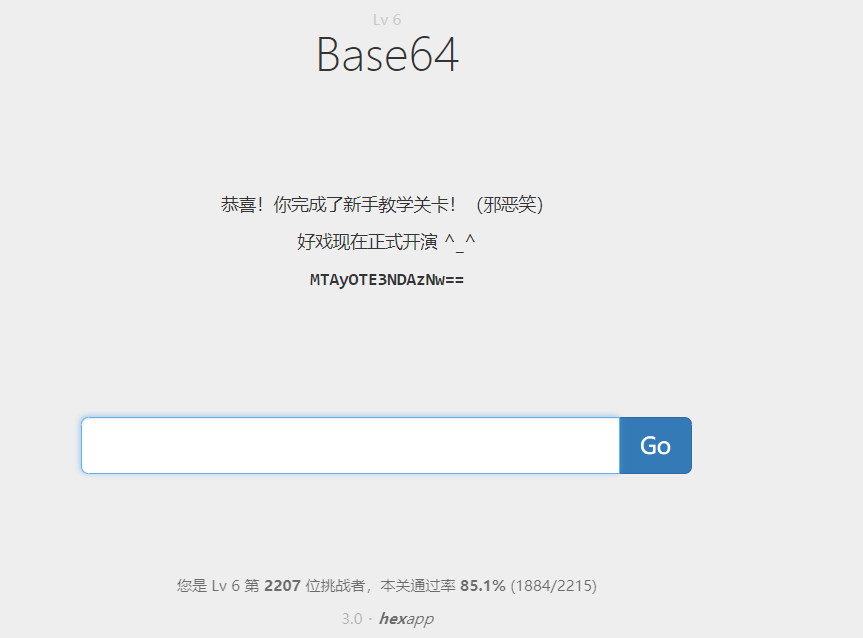 Lv 6
Base64
恭喜！你完成了新手教学关卡！（邪恶笑）
好戏现在正式开演 ^_^
MTAyOTE3NDAzNw==
Go
您是 Lv 6 第 2207 位挑战者，本关通过率 85.1% (1884/2215)
3.0 · hexapp